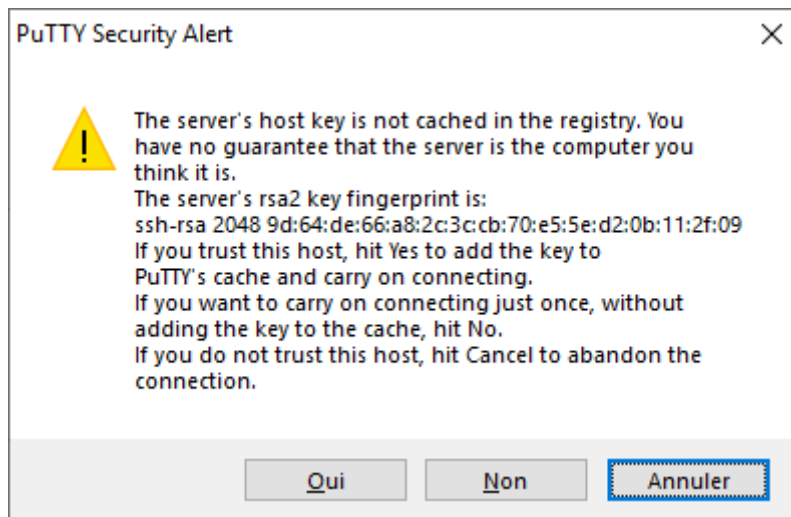 PuTTY Security Alert
The server's host key is not cached in the registry. You
have no guarantee that the server is the computer you
think it is.
The server's rsa2 key fingerprint is:
ssh-rsa 2048 9d:64:de:66:a8:2c:3c:cb:70:e5:5e:d2:0b:11:2f:09
If you trust this host, hit Yes to add the key to
PuTTY's cache and carry on connecting.
If you want to carry on connecting just once, without
adding the key to the cache, hit No.
If you do not trust this host, hit Cancel to abandon the
connection.
Oui Non Annuler